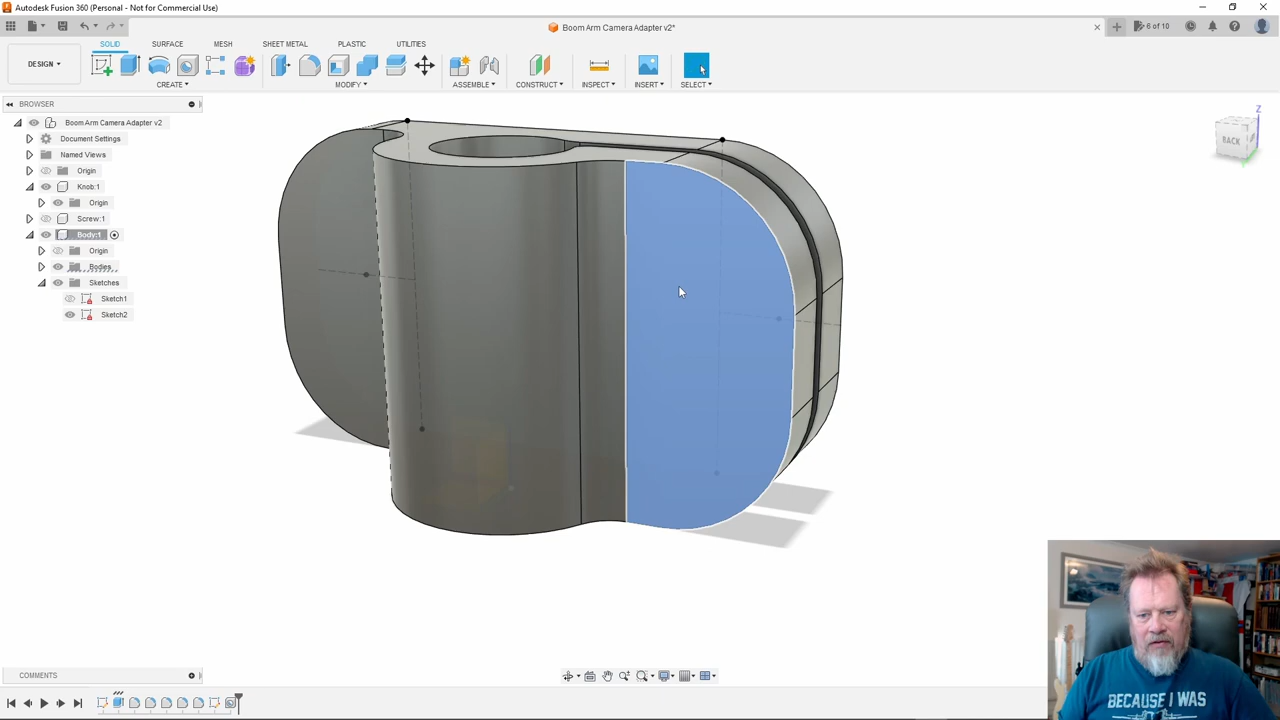 Autodesk Fusion 360 (Personal - Not for Commercial Use)
Boom Arm Camera Adapter v2*
6 of 10
SOLID SURFACE MESH SHEET METAL PLASTIC UTILITIES
DESIGN
CREATE MODIFY ASSEMBLE CONSTRUCT INSPECT INSERT SELECT
BROWSER
Boom Arm Camera Adapter v2
Document Settings
Named Views
Origin
Knob:1
Origin
Screw:1
Body:1
Origin
Bodies
Sketches
Sketch1
Sketch2
Z
BACK
COMMENTS
BECAUSE I WAS